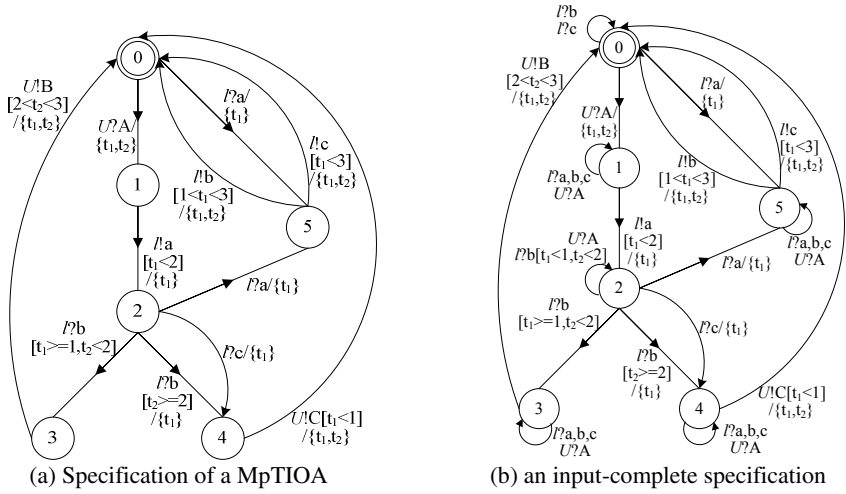 0
U!B
[2<t₂<3]
/{t₁,t₂}
l?a/
{t₁}
U?A/
{t₁,t₂}
l!c
[t₁<3]
/{t₁,t₂}
l!b
[1<t₁<3]
/{t₁,t₂}
1
5
l!a
[t₁<2]
/{t₁}
l?a/{t₁}
2
l?b
[t₁>=1,t₂<2]
l?c/{t₁}
l?b
[t₂>=2]
/{t₁}
U!C[t₁<1]
/{t₁,t₂}
3
4
(a) Specification of a MpTIOA
l?b
l?c
0
U!B
[2<t₂<3]
/{t₁,t₂}
l?a/
{t₁}
U?A/
{t₁,t₂}
l!c
[t₁<3]
/{t₁,t₂}
l!b
[1<t₁<3]
/{t₁,t₂}
1
l?a,b,c
U?A
5
l?a,b,c
U?A
l!a
[t₁<2]
/{t₁}
U?A
l?b[t₁<1,t₂<2]
l?a/{t₁}
2
l?b
[t₁>=1,t₂<2]
l?c/{t₁}
l?b
[t₂>=2]
/{t₁}
U!C[t₁<1]
/{t₁,t₂}
3
4
l?a,b,c
U?A
l?a,b,c
U?A
(b) an input-complete specification